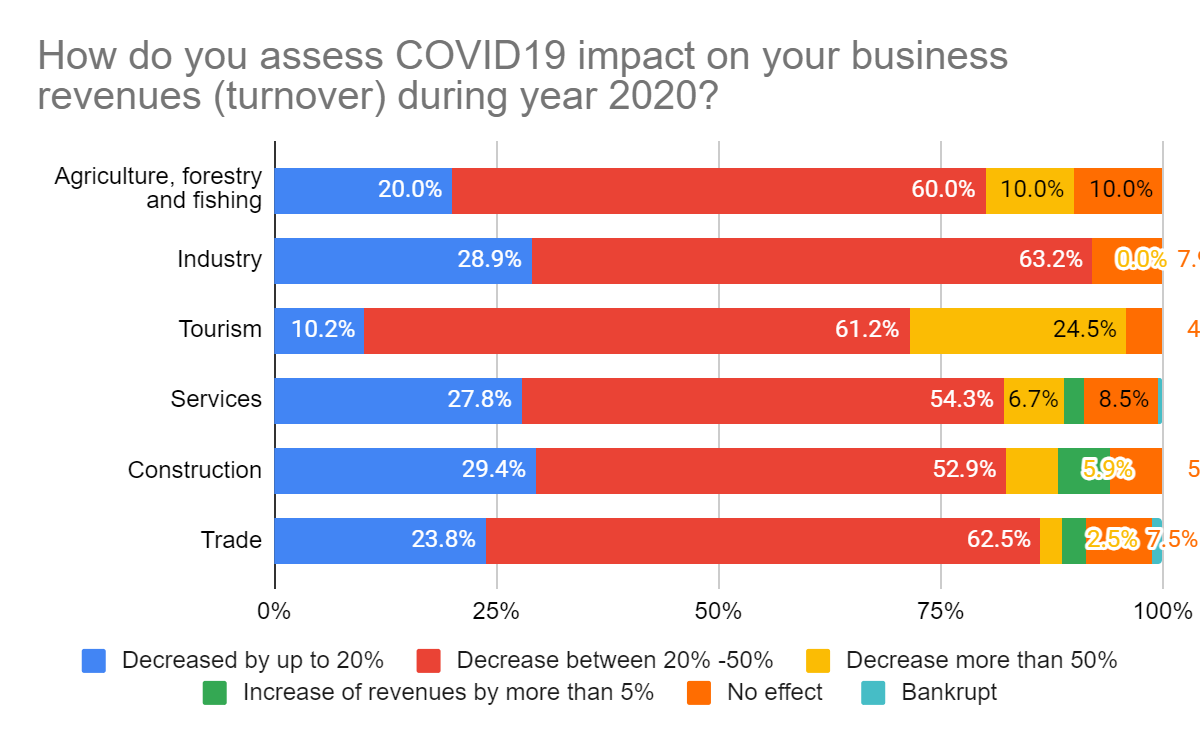 How do you assess COVID19 impact on your business
revenues (turnover) during year 2020?
Agriculture, forestry
and fishing
20.0% 60.0% 10.0% 10.0%
Industry 28.9% 63.2% 0.0% 7.
Tourism 10.2% 61.2% 24.5% 4
Services 27.8% 54.3% 6.7% 8.5%
Construction 29.4% 52.9% 5.9% 5
Trade 23.8% 62.5% 2.5% 7.5%
0% 25% 50% 75% 100%
Decreased by up to 20% Decrease between 20% -50% Decrease more than 50%
Increase of revenues by more than 5% No effect Bankrupt